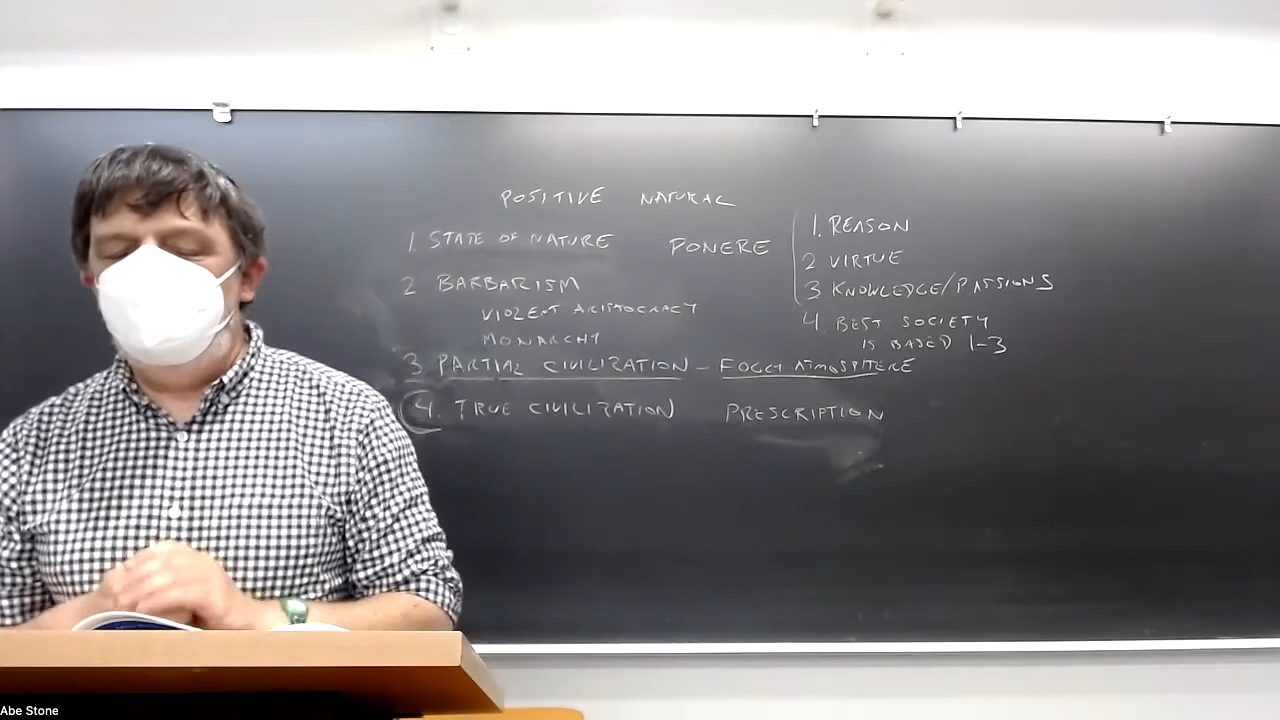 POSITIVE NATURAL
1. STATE OF NATURE
PONERE
2 BARBARISM
VIOLENT ARISTOCRACY
MONARCHY
3. PARTIAL CIVILIZATION - FOGGY ATMOSPHERE
4. TRUE CIVILIZATION PRESCRIPTION
1. REASON
2 VIRTUE
3 KNOWLEDGE/PASSIONS
4. BEST SOCIETY
IS BASED 1-3
Abe Stone